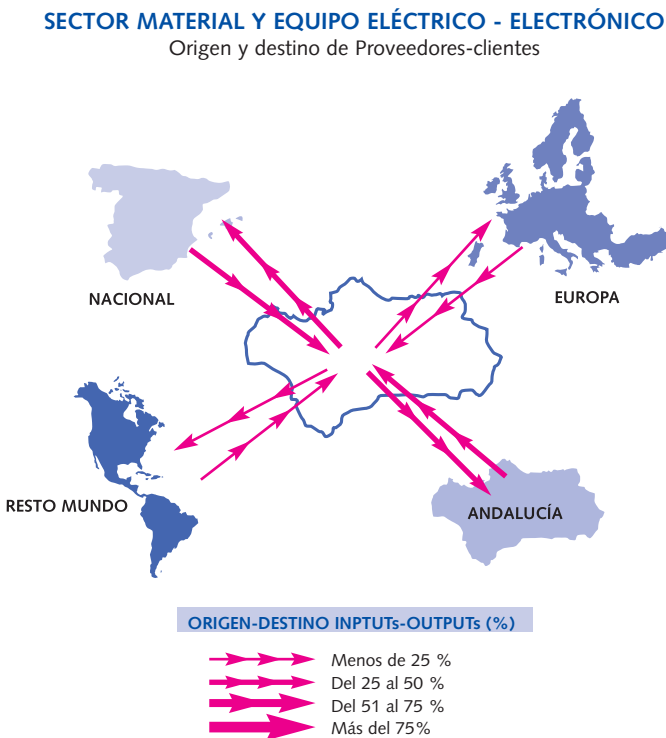 SECTOR MATERIAL Y EQUIPO ELÉCTRICO - ELECTRÓNICO
Origen y destino de Proveedores-clientes
NACIONAL
EUROPA
RESTO MUNDO
ANDALUCÍA
ORIGEN-DESTINO INPTUTs-OUTPUTs (%)
Menos de 25 %
Del 25 al 50 %
Del 51 al 75 %
Más del 75%